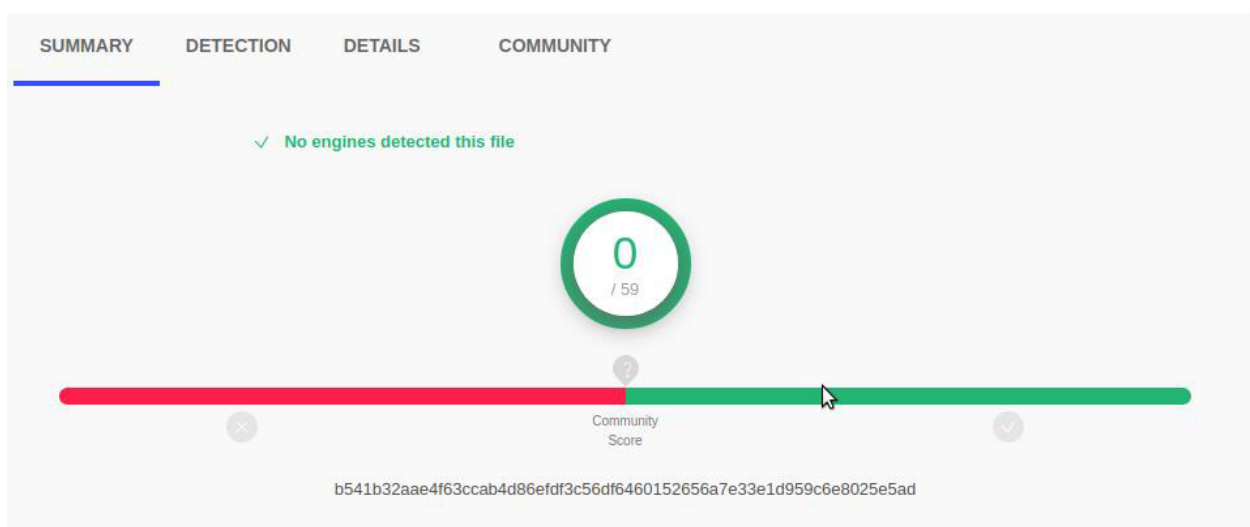 SUMMARY DETECTION DETAILS COMMUNITY
No engines detected this file
0
/ 59
?
Community
Score
b541b32aae4f63ccab4d86efdf3c56df6460152656a7e33e1d959c6e8025e5ad